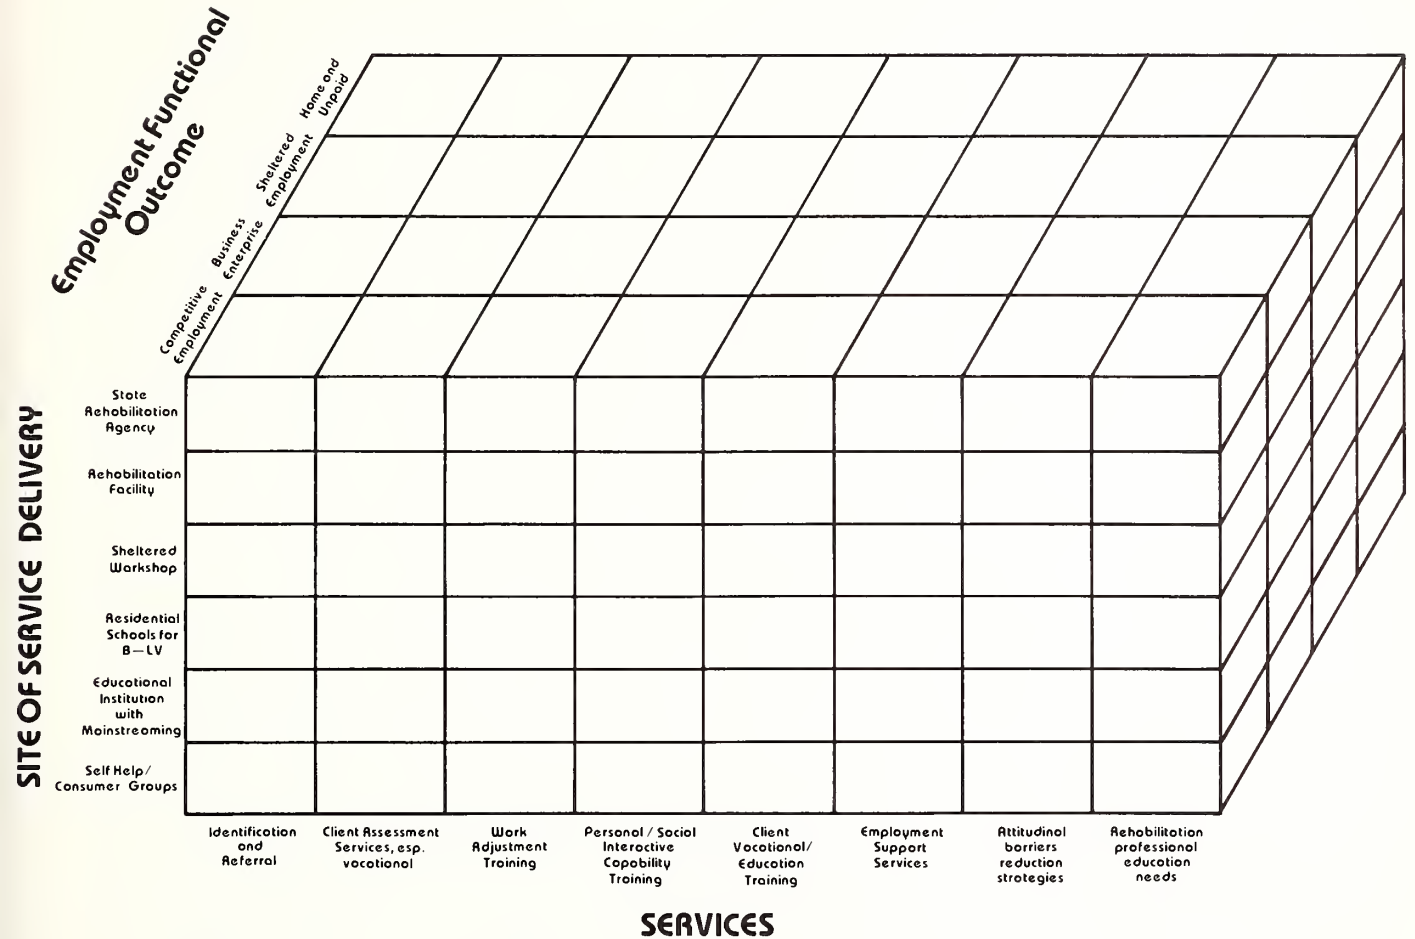 Employment Functional
Outcome
Home and
Unpaid
Sheltered
Employment
Business
Enterprise
Competitive
Employment
SITE OF SERVICE DELIVERY
State
Rehabilitation
Agency
Rehabilitation
Facility
Sheltered
Workshop
Residential
Schools for
B—LV
Educational
Institution
with
Mainstreaming
Self Help/
Consumer Groups
Identification
and
Referral
Client Assessment
Services, esp.
vocational
Work
Adjustment
Training
Personal / Social
Interactive
Capability
Training
Client
Vocational/
Education
Training
Employment
Support
Services
Attitudinal
barriers
reduction
strategies
Rehabilitation
professional
education
needs
SERVICES